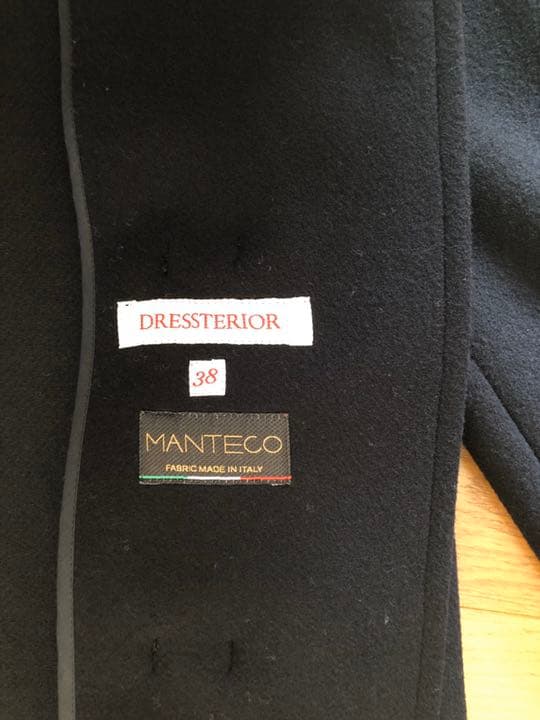 DRESSTERIOR
38
MANTECO
FABRIC MADE IN ITALY